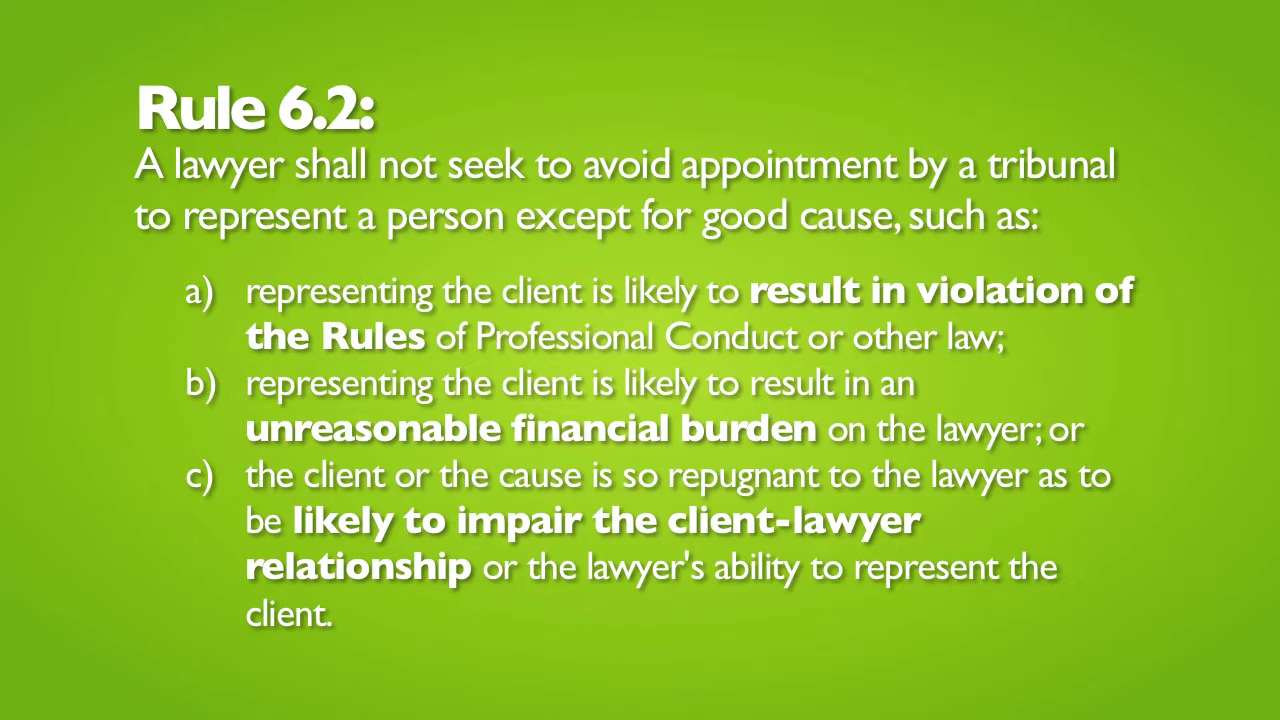 Rule 6.2:
A lawyer shall not seek to avoid appointment by a tribunal
to represent a person except for good cause, such as:
a) representing the client is likely to result in violation of
the Rules of Professional Conduct or other law;
b) representing the client is likely to result in an
unreasonable financial burden on the lawyer; or
c) the client or the cause is so repugnant to the lawyer as to
be likely to impair the client-lawyer
relationship or the lawyer's ability to represent the
client.